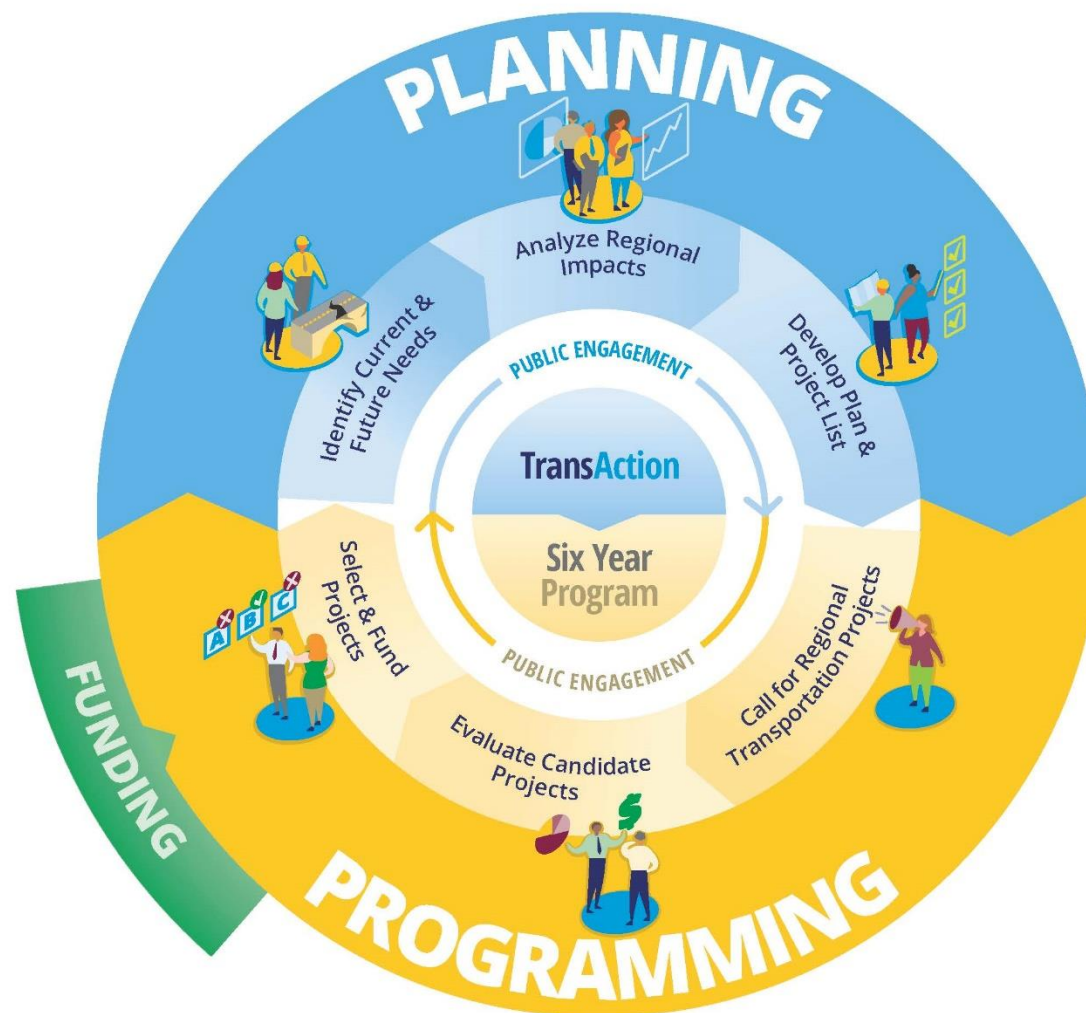 PLANNING
Analyze Regional
Impacts
Identify Current &
Future Needs
Develop Plan &
Project List
PUBLIC ENGAGEMENT
TransAction
Six Year
Program
PUBLIC ENGAGEMENT
Call for Regional
Transportation Projects
Evaluate Candidate
Projects
Select & Fund
Projects
A
B
C
$
FUNDING
PROGRAMMING